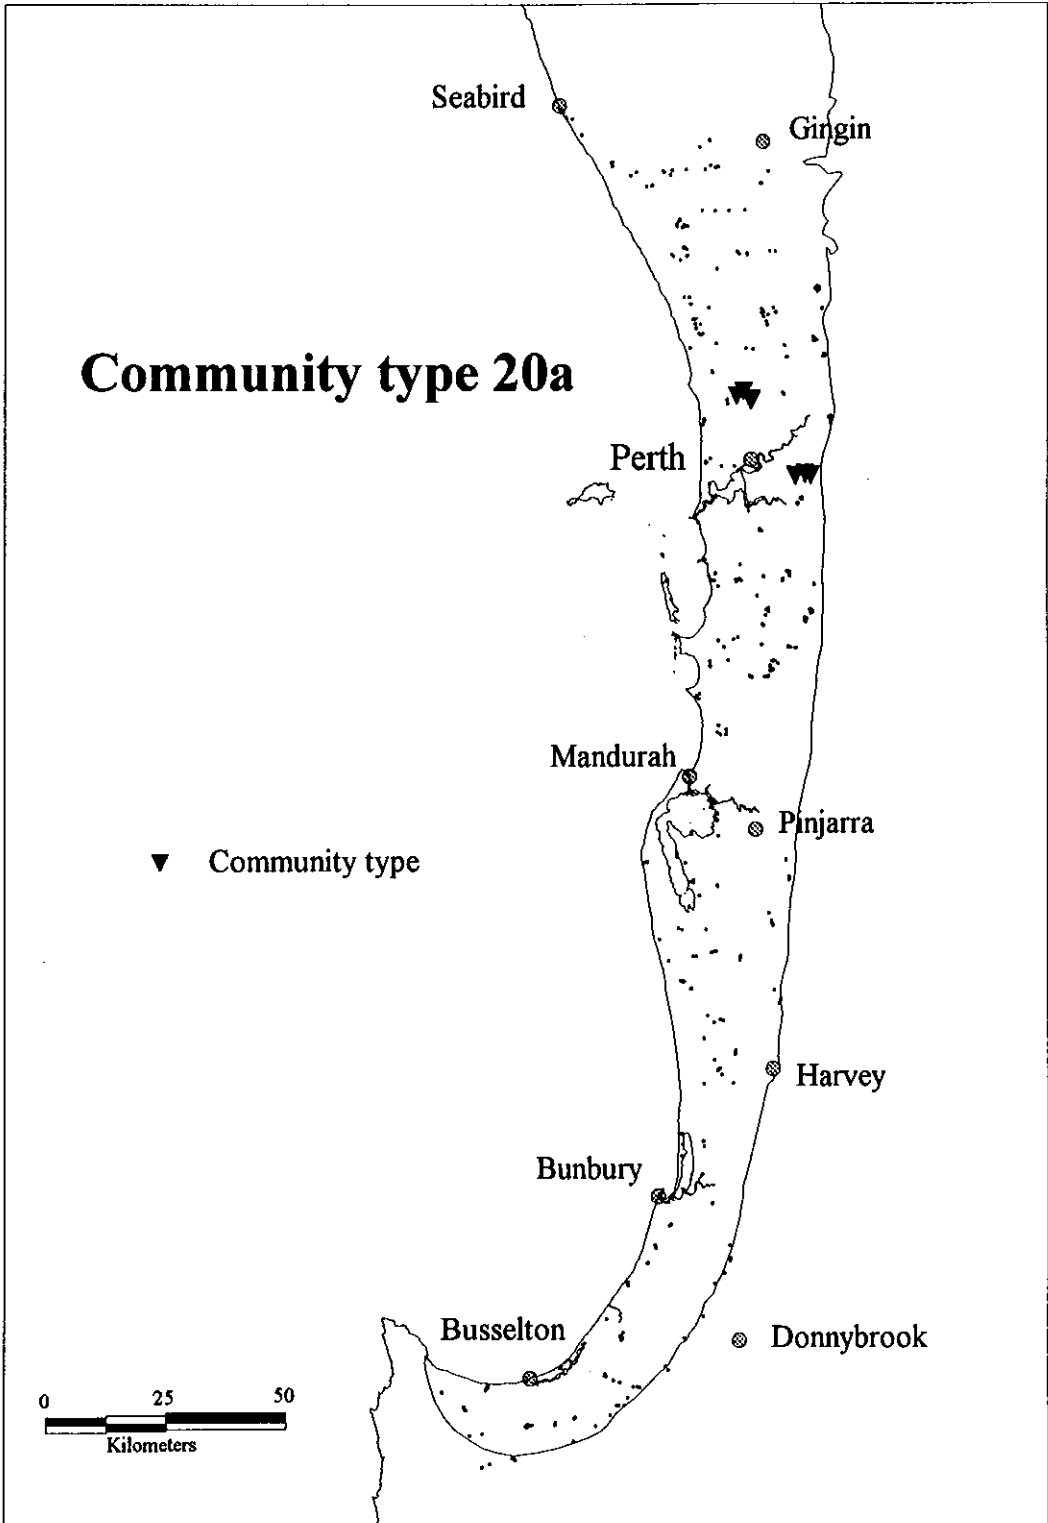 Seabird
Gingin
Community type 20a
Perth
Mandurah
Pinjarra
Community type
Harvey
Bunbury
Busselton
Donnybrook
0 25 50
Kilometers